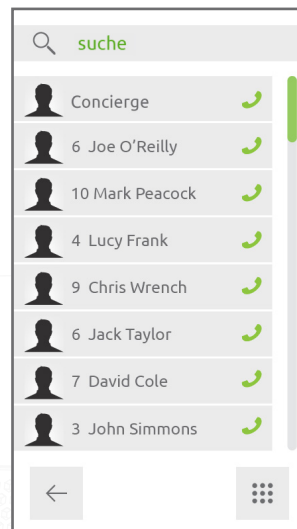 suche
Concierge
6 Joe O'Reilly
10 Mark Peacock
4 Lucy Frank
9 Chris Wrench
6 Jack Taylor
7 David Cole
3 John Simmons